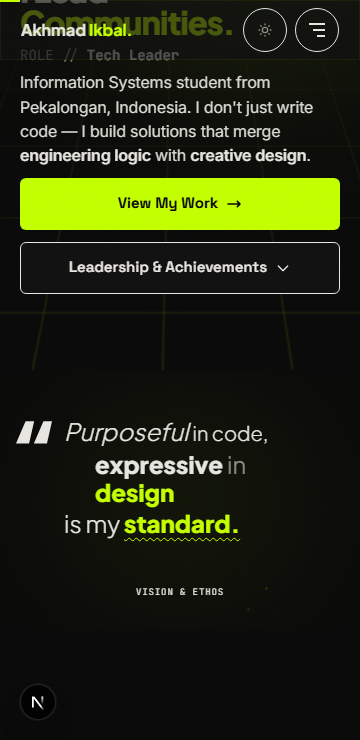 Communities.
Akhmad Ikbal.
ROLE // Tech Leader
Information Systems student from
Pekalongan, Indonesia. I don't just write
code — I build solutions that merge
engineering logic with creative design.
View My Work →
Leadership & Achievements
" Purposeful in code,
expressive in
design
is my standard.
VISION & ETHOS
N